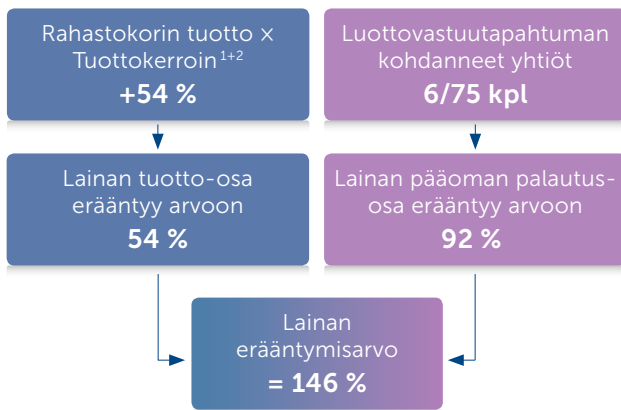 Rahastokorin tuotto ×
Tuottokerroin¹⁺²
+54 %
Luottovastuutapahtuman
kohdanneet yhtiöt
6/75 kpl
Lainan tuotto-osa
erääntyy arvoon
54 %
Lainan pääoman palautus-
osa erääntyy arvoon
92 %
Lainan
erääntymisarvo
= 146 %